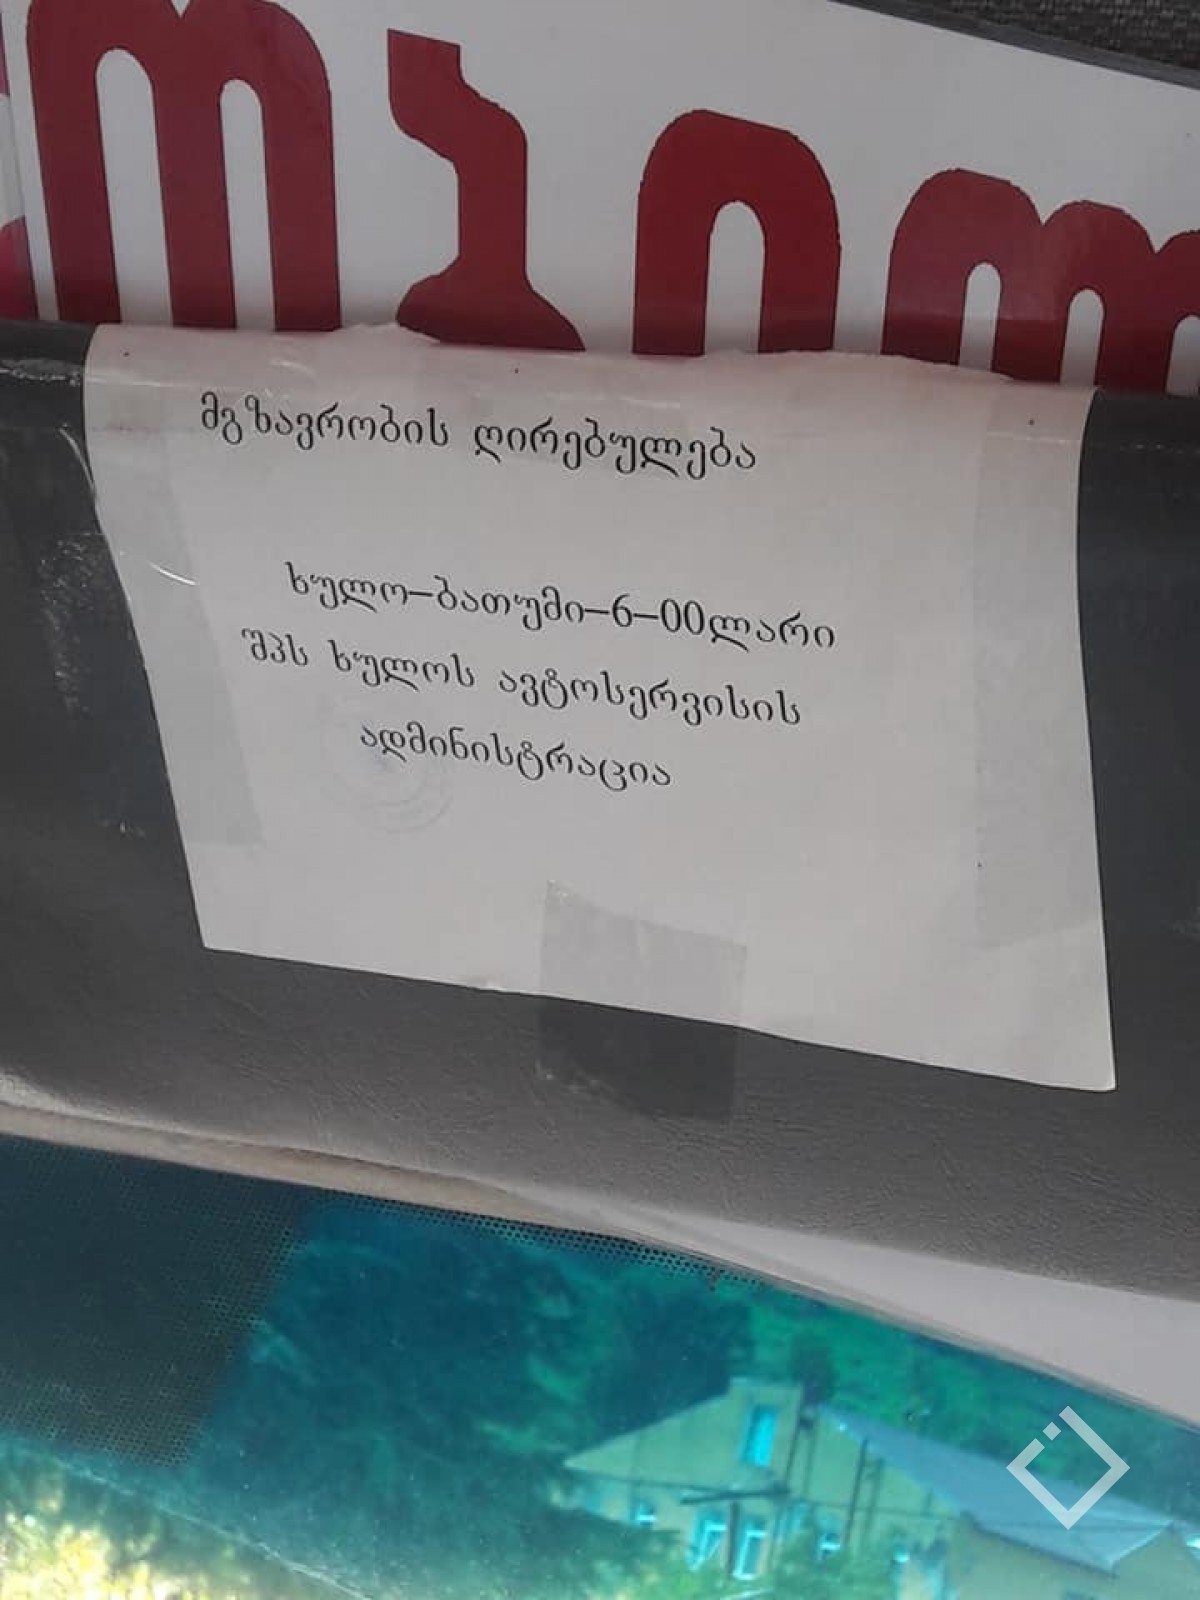 მგზავრობის ღირებულება
ხულო-ბათუმი-6-00ლარი
შპს ხულოს ავტოსერვისის
ადმინისტრაცია